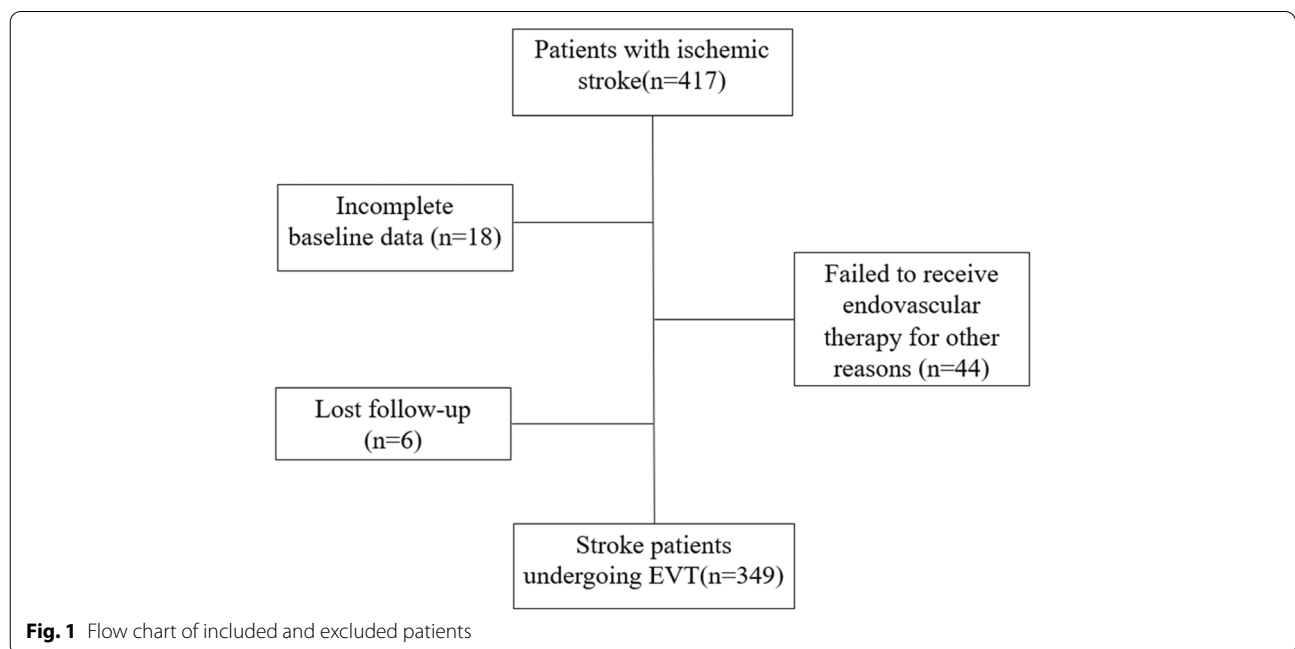 Patients with ischemic
stroke(n=417)
Incomplete
baseline data (n=18)
Failed to receive
endovascular
therapy for other
reasons (n=44)
Lost follow-up
(n=6)
Stroke patients
undergoing EVT(n=349)
Fig. 1 Flow chart of included and excluded patients